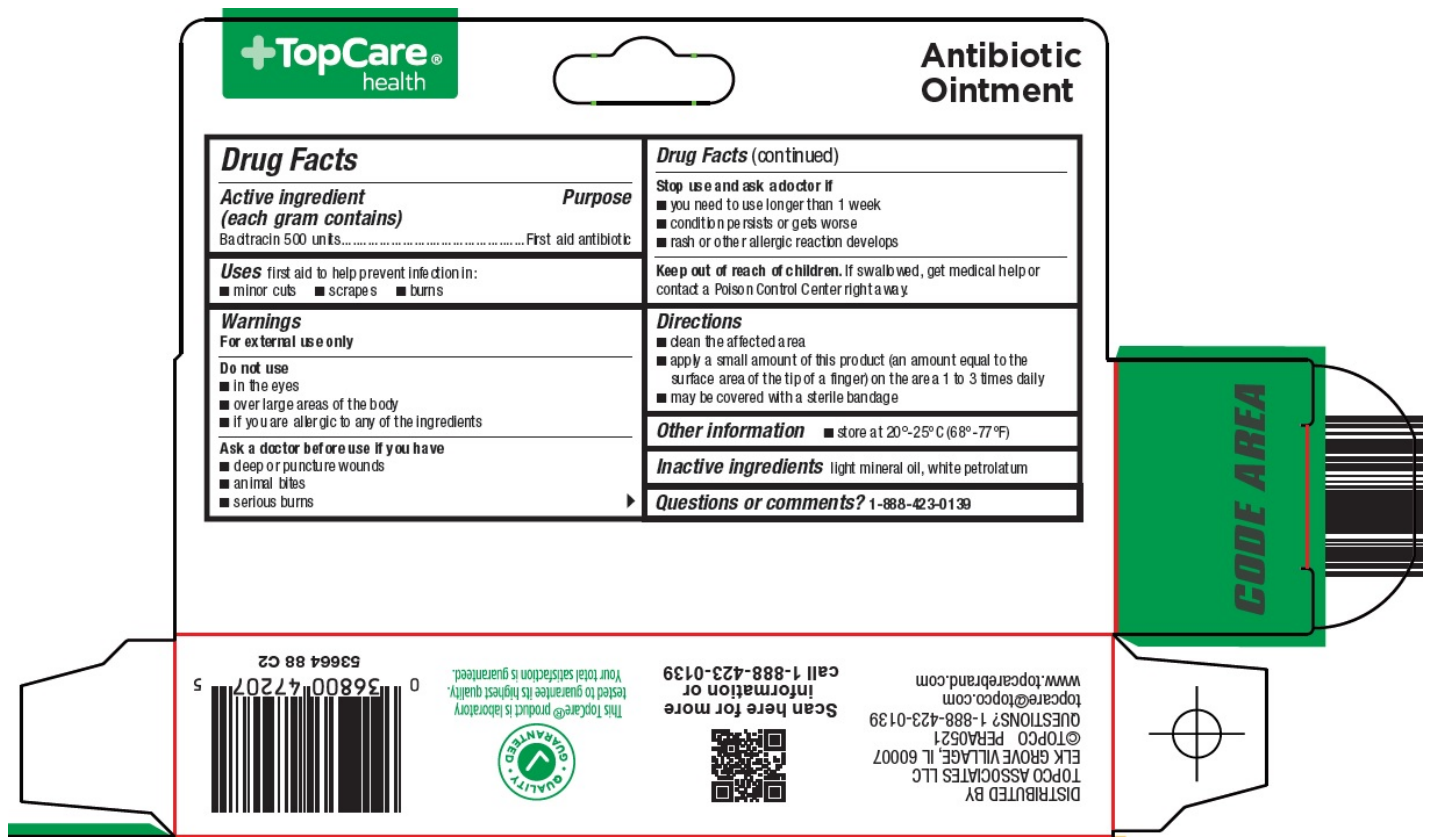 TopCare®
health
Antibiotic
Ointment
Drug Facts
Active ingredient Purpose
(each gram contains)
Bacitracin 500 units................................................First aid antibiotic
Uses first aid to help prevent infection in:
■ minor cuts ■ scrapes ■ burns
Warnings
For external use only
Do not use
■ in the eyes
■ over large areas of the body
■ if you are allergic to any of the ingredients
Ask a doctor before use if you have
■ deep or puncture wounds
■ animal bites
■ serious burns
Drug Facts (continued)
Stop use and ask a doctor if
■ you need to use longer than 1 week
■ condition persists or gets worse
■ rash or other allergic reaction develops
Keep out of reach of children. If swallowed, get medical help or
contact a Poison Control Center right away.
Directions
■ clean the affected area
■ apply a small amount of this product (an amount equal to the
surface area of the tip of a finger) on the area 1 to 3 times daily
■ may be covered with a sterile bandage
Other information ■ store at 20°-25°C (68°-77°F)
Inactive ingredients light mineral oil, white petrolatum
Questions or comments? 1-888-423-0139
CODE AREA
DISTRIBUTED BY
TOPCO ASSOCIATES LLC
ELK GROVE VILLAGE, IL 60007
©TOPCO PERA0521
QUESTIONS? 1-888-423-0139
topcare@topco.com
www.topcarebrand.com
Scan here for more
information or
call 1-888-423-0139
QUALITY • GUARANTEED •
This TopCare® product is laboratory
tested to guarantee its highest quality.
Your total satisfaction is guaranteed.
0 36800 47207 5
53664 88 C2